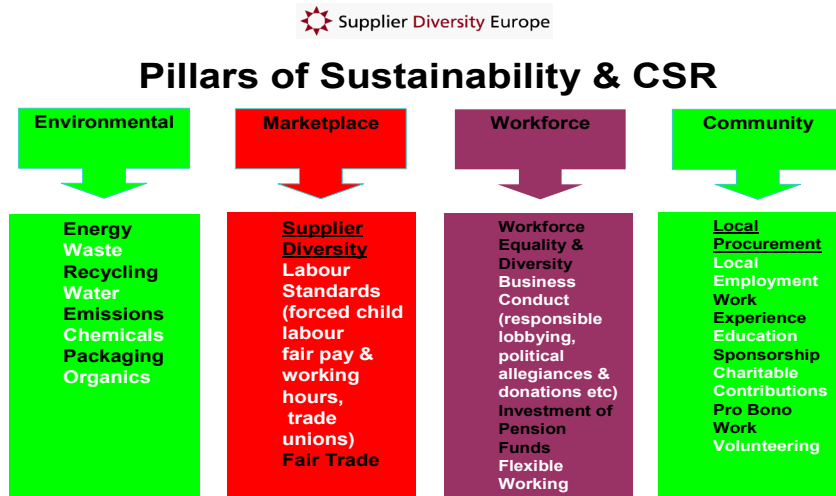 Supplier Diversity Europe
Pillars of Sustainability & CSR
Environmental
Energy
Waste
Recycling
Water
Emissions
Chemicals
Packaging
Organics
Marketplace
Supplier
Diversity
Labour
Standards
(forced child
labour
fair pay &
working
hours,
trade
unions)
Fair Trade
Workforce
Workforce
Equality &
Diversity
Business
Conduct
(responsible
lobbying,
political
allegiances &
donations etc)
Investment of
Pension
Funds
Flexible
Working
Community
Local
Procurement
Local
Employment
Work
Experience
Education
Sponsorship
Charitable
Contributions
Pro Bono
Work
Volunteering